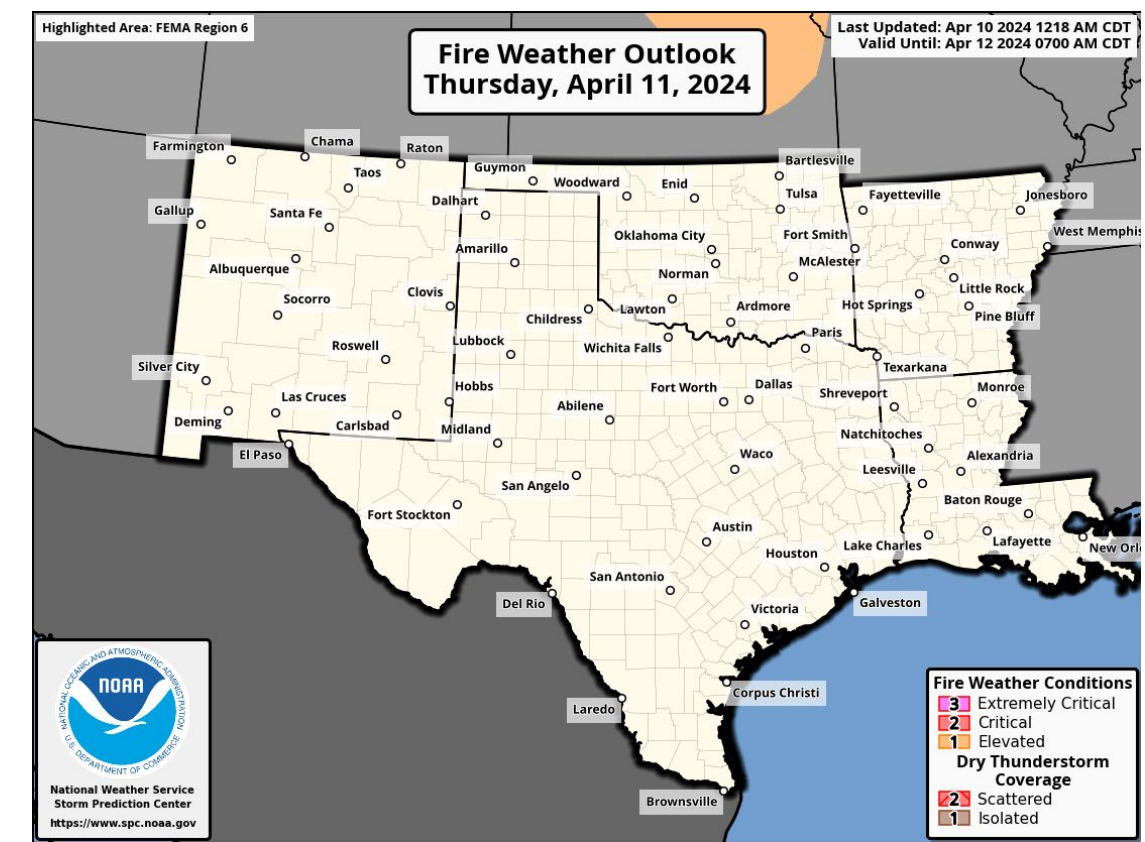 Highlighted Area: FEMA Region 6
Fire Weather Outlook
Thursday, April 11, 2024
Last Updated: Apr 10 2024 1218 AM CDT
Valid Until: Apr 12 2024 0700 AM CDT
Farmington
Chama
Raton
Taos
Guymon
Woodward
Enid
Bartlesville
Tulsa
Fayetteville
Jonesboro
Gallup
Santa Fe
Dalhart
Oklahoma City
Fort Smith
Conway
West Memphis
Albuquerque
Amarillo
Norman
McAlester
Little Rock
Socorro
Clovis
Childress
Lawton
Ardmore
Hot Springs
Pine Bluff
Roswell
Lubbock
Wichita Falls
Paris
Texarkana
Silver City
Hobbs
Fort Worth
Dallas
Shreveport
Monroe
Deming
Las Cruces
Carlsbad
Midland
Abilene
Natchitoches
El Paso
Waco
Leesville
Alexandria
San Angelo
Baton Rouge
Fort Stockton
Austin
Houston
Lake Charles
Lafayette
New Orl
Del Rio
San Antonio
Victoria
Galveston
Laredo
Corpus Christi
Brownsville
NATIONAL OCEANIC AND ATMOSPHERIC ADMINISTRATION
NOAA
U.S. DEPARTMENT OF COMMERCE
National Weather Service
Storm Prediction Center
https://www.spc.noaa.gov
Fire Weather Conditions
3 Extremely Critical
2 Critical
1 Elevated
Dry Thunderstorm
Coverage
2 Scattered
1 Isolated